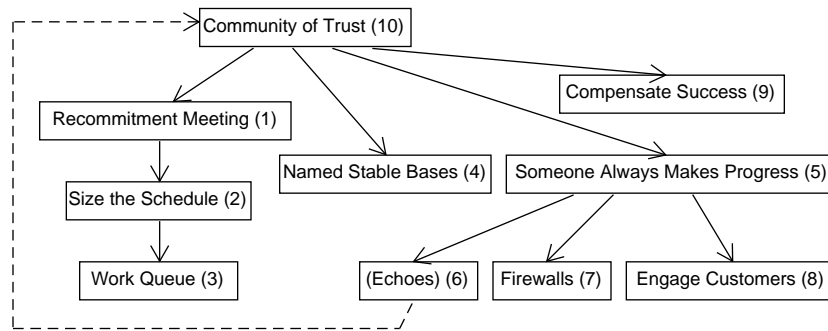 Community of Trust (10)
Compensate Success (9)
Recommitment Meeting (1)
Named Stable Bases (4)
Someone Always Makes Progress (5)
Size the Schedule (2)
Work Queue (3)
(Echoes) (6)
Firewalls (7)
Engage Customers (8)